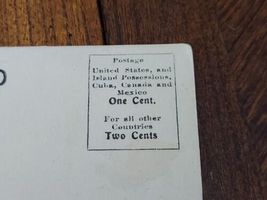 Postage
United States, and
Island Possessions,
Cuba, Canada and
Mexico
One Cent.
For all other
Countries
Two Cents